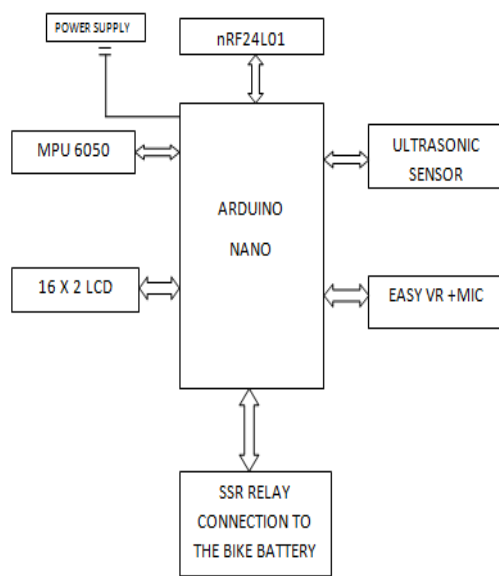 POWER SUPPLY
nRF24L01
MPU 6050
ULTRASONIC
SENSOR
ARDUINO
NANO
16 X 2 LCD
EASY VR +MIC
SSR RELAY
CONNECTION TO
THE BIKE BATTERY